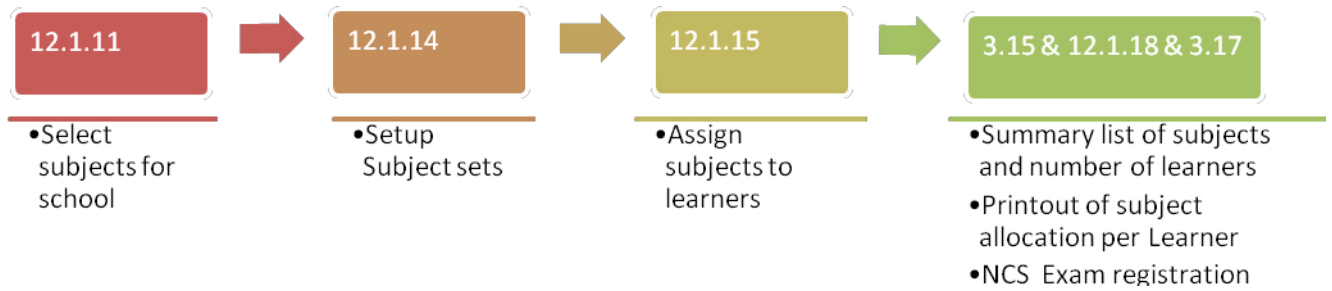 12.1.11
•Select
subjects for
school
12.1.14
•Setup
Subject sets
12.1.15
•Assign
subjects to
learners
3.15 & 12.1.18 & 3.17
•Summary list of subjects
and number of learners
•Printout of subject
allocation per Learner
•NCS Exam registration